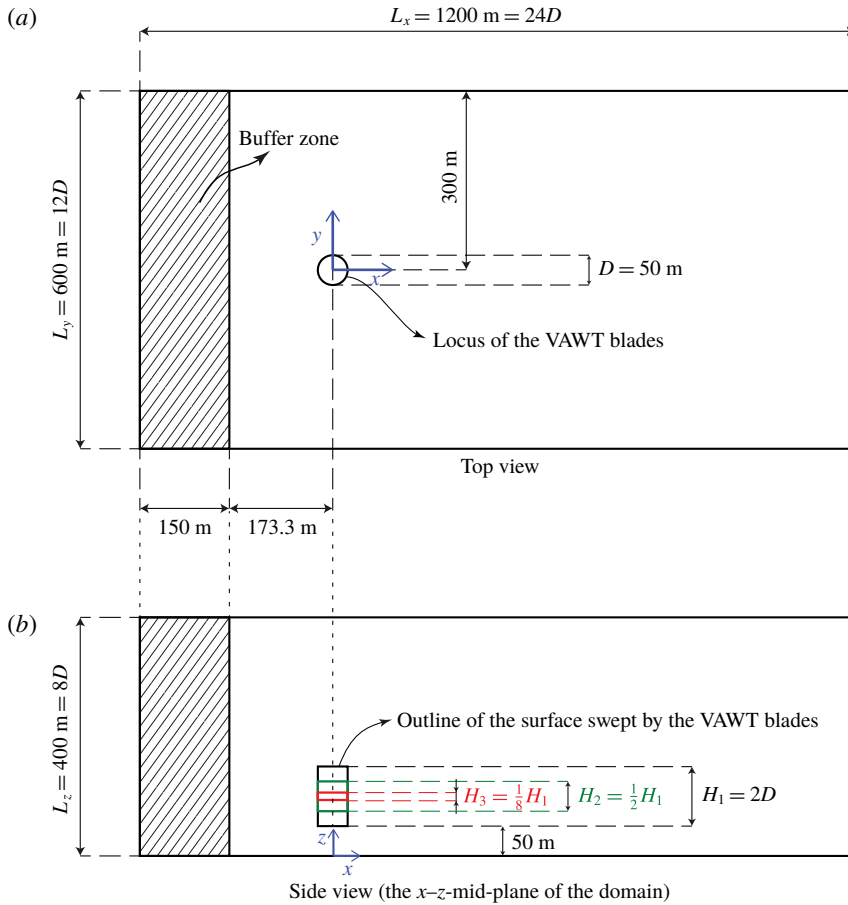 (a)
L_x = 1200 m = 24D
Buffer zone
300 m
L_y = 600 m = 12D
y
x
D = 50 m
Locus of the VAWT blades
Top view
150 m
173.3 m
(b)
L_z = 400 m = 8D
Outline of the surface swept by the VAWT blades
H_3 = 1/8 H_1
H_2 = 1/2 H_1
H_1 = 2D
z
x
50 m
Side view (the x–z-mid-plane of the domain)